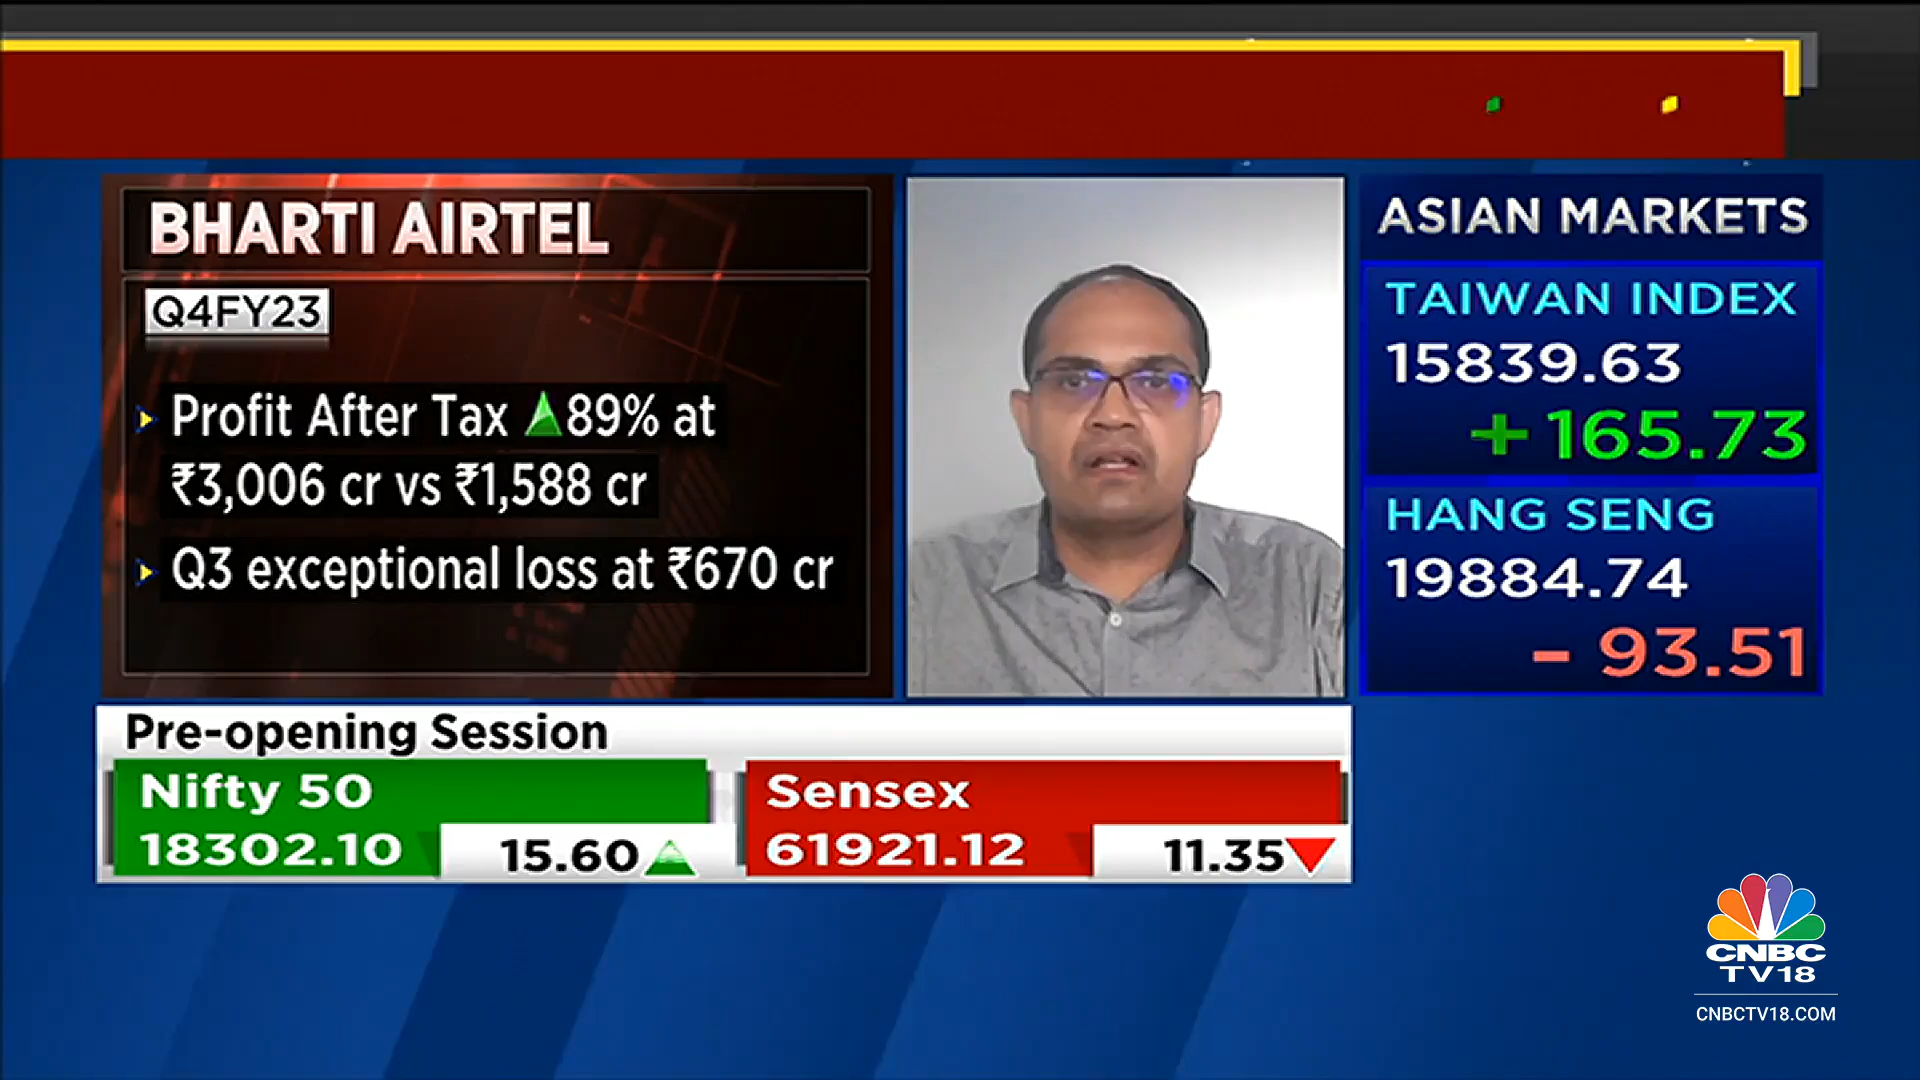 BHARTI AIRTEL
Q4FY23
Profit After Tax ▲89% at
₹3,006 cr vs ₹1,588 cr
Q3 exceptional loss at ₹670 cr
ASIAN MARKETS
TAIWAN INDEX
15839.63
+165.73
HANG SENG
19884.74
- 93.51
Pre-opening Session
Nifty 50
18302.10 15.60▲
Sensex
61921.12 11.35▼
CNBC
TV18
CNBCTV18.COM